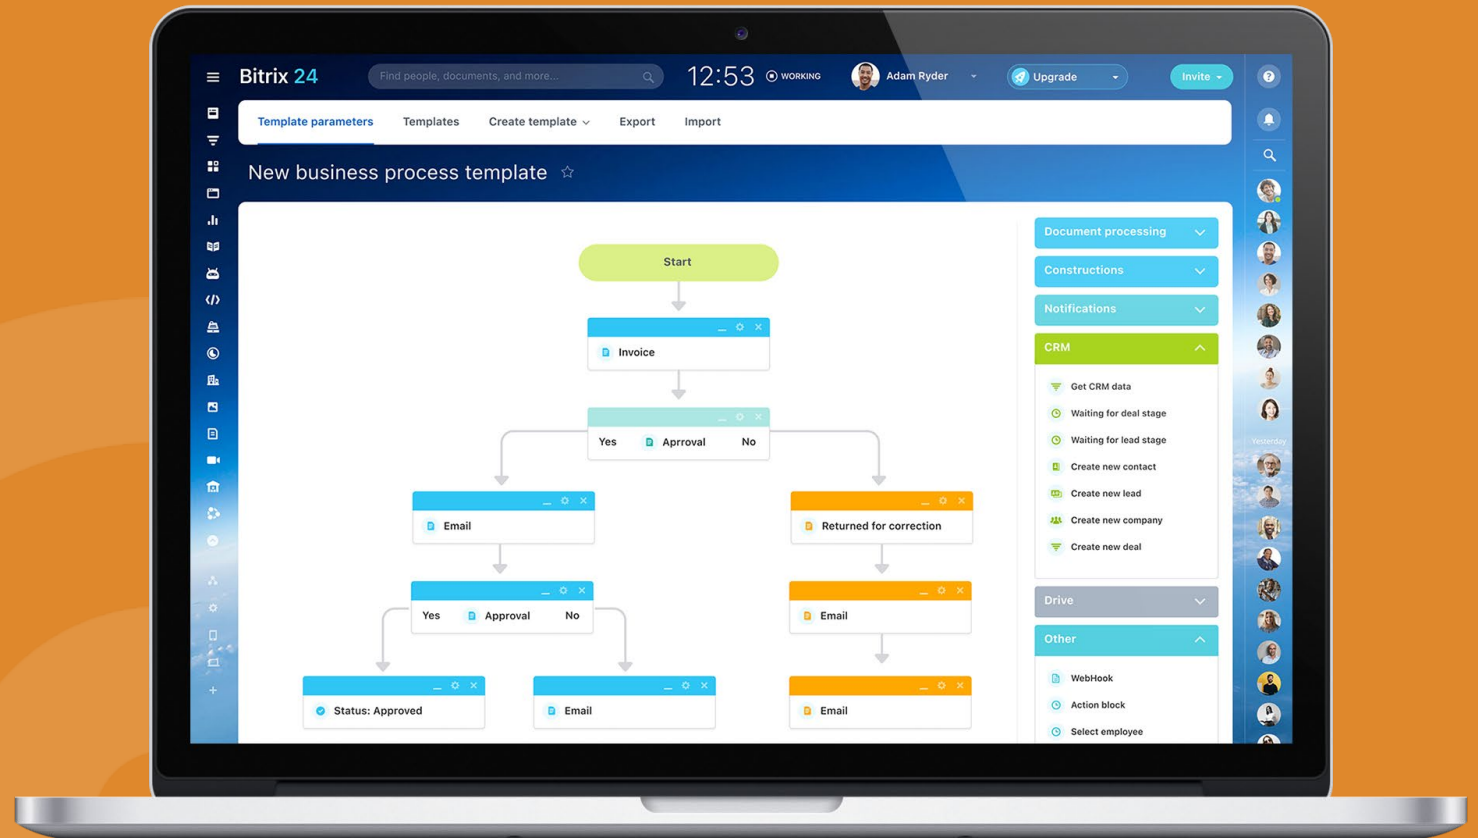 Bitrix 24
Find people, documents, and more...
12:53
WORKING
Adam Ryder
Upgrade
Invite
?
Template parameters
Templates
Create template
Export
Import
New business process template
Start
Invoice
Yes
Aprroval
No
Email
Returned for correction
Yes
Approval
No
Email
Status: Approved
Email
Email
Document processing
Constructions
Notifications
CRM
Get CRM data
Waiting for deal stage
Waiting for lead stage
Create new contact
Create new lead
Create new company
Create new deal
Drive
Other
WebHook
Action block
Select employee
Yesterday